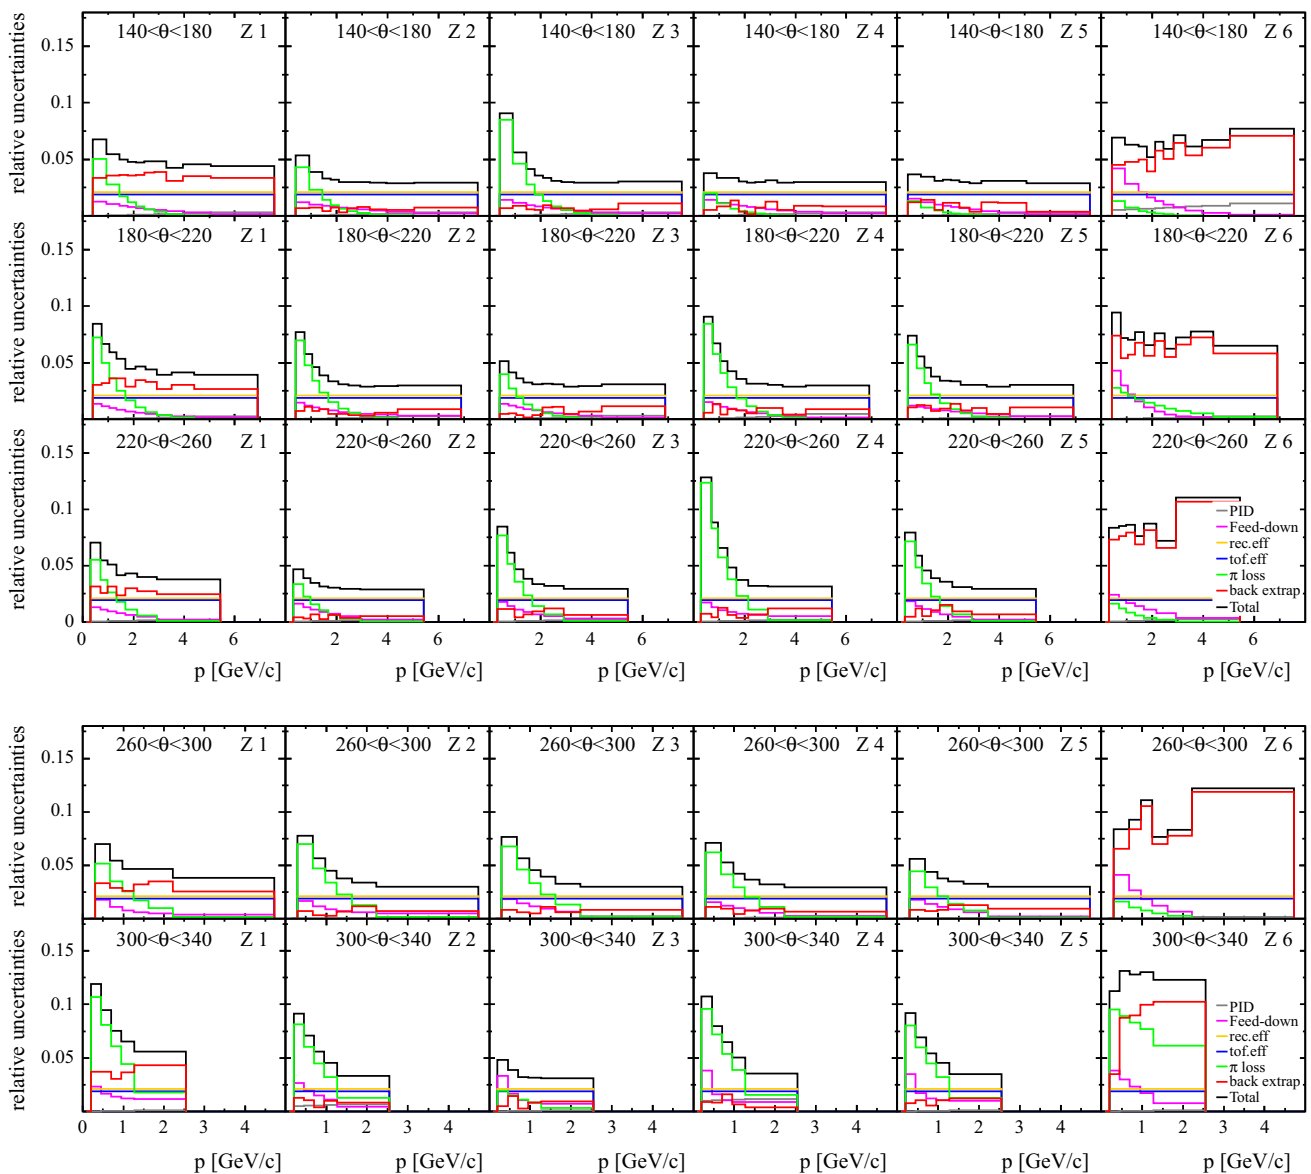 relative uncertainties
0.15
0.1
0.05
140<θ<180 Z 1
140<θ<180 Z 2
140<θ<180 Z 3
140<θ<180 Z 4
140<θ<180 Z 5
140<θ<180 Z 6
relative uncertainties
0.15
0.1
0.05
0
180<θ<220 Z 1
180<θ<220 Z 2
180<θ<220 Z 3
180<θ<220 Z 4
180<θ<220 Z 5
180<θ<220 Z 6
relative uncertainties
0.15
0.1
0.05
0
220<θ<260 Z 1
220<θ<260 Z 2
220<θ<260 Z 3
220<θ<260 Z 4
220<θ<260 Z 5
220<θ<260 Z 6
PID
Feed-down
rec.eff
tof.eff
π loss
back extrap
Total
0 2 4 6
2 4 6
2 4 6
2 4 6
2 4 6
2 4 6
p [GeV/c]
p [GeV/c]
p [GeV/c]
p [GeV/c]
p [GeV/c]
p [GeV/c]
relative uncertainties
0.15
0.1
0.05
0
260<θ<300 Z 1
260<θ<300 Z 2
260<θ<300 Z 3
260<θ<300 Z 4
260<θ<300 Z 5
260<θ<300 Z 6
relative uncertainties
0.15
0.1
0.05
300<θ<340 Z 1
300<θ<340 Z 2
300<θ<340 Z 3
300<θ<340 Z 4
300<θ<340 Z 5
300<θ<340 Z 6
PID
Feed-down
rec.eff
tof.eff
π loss
back extrap
Total
0 1 2 3 4
1 2 3 4
1 2 3 4
1 2 3 4
1 2 3 4
1 2 3 4
p [GeV/c]
p [GeV/c]
p [GeV/c]
p [GeV/c]
p [GeV/c]
p [GeV/c]